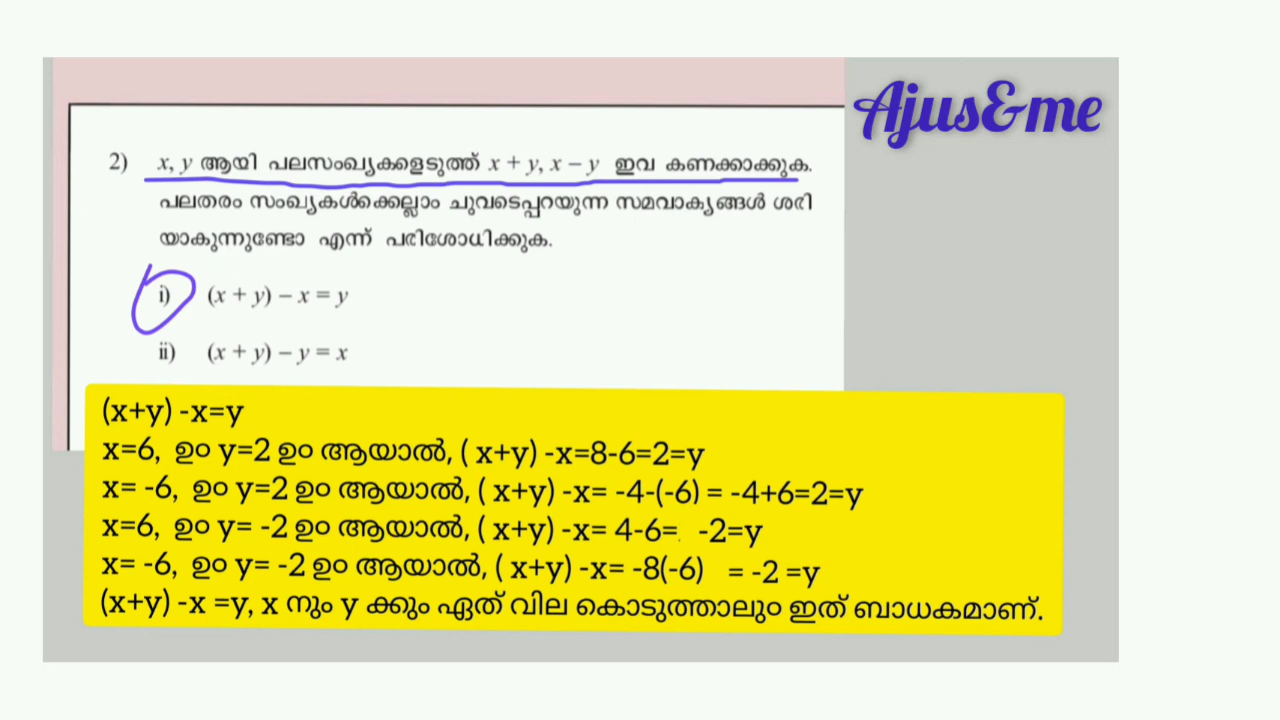 Ajus&me
2) x, y ആയി പലസംഖ്യകളെടുത്ത് x + y, x – y ഇവ കണക്കാക്കുക.
പലതരം സംഖ്യകൾക്കെല്ലാം ചുവടെപ്പറയുന്ന സമവാക്യങ്ങൾ ശരി
യാകുന്നുണ്ടോ എന്ന് പരിശോധിക്കുക.
i) (x + y) – x = y
ii) (x + y) – y = x
(x+y) -x=y
x=6, ഉം y=2 ഉം ആയാൽ, ( x+y) -x=8-6=2=y
x= -6, ഉം y=2 ഉം ആയാൽ, ( x+y) -x= -4-(-6) = -4+6=2=y
x=6, ഉം y= -2 ഉം ആയാൽ, ( x+y) -x= 4-6=. -2=y
x= -6, ഉം y= -2 ഉം ആയാൽ, ( x+y) -x= -8(-6) = -2 =y
(x+y) -x =y, x നും y ക്കും ഏത് വില കൊടുത്താലും ഇത് ബാധകമാണ്.